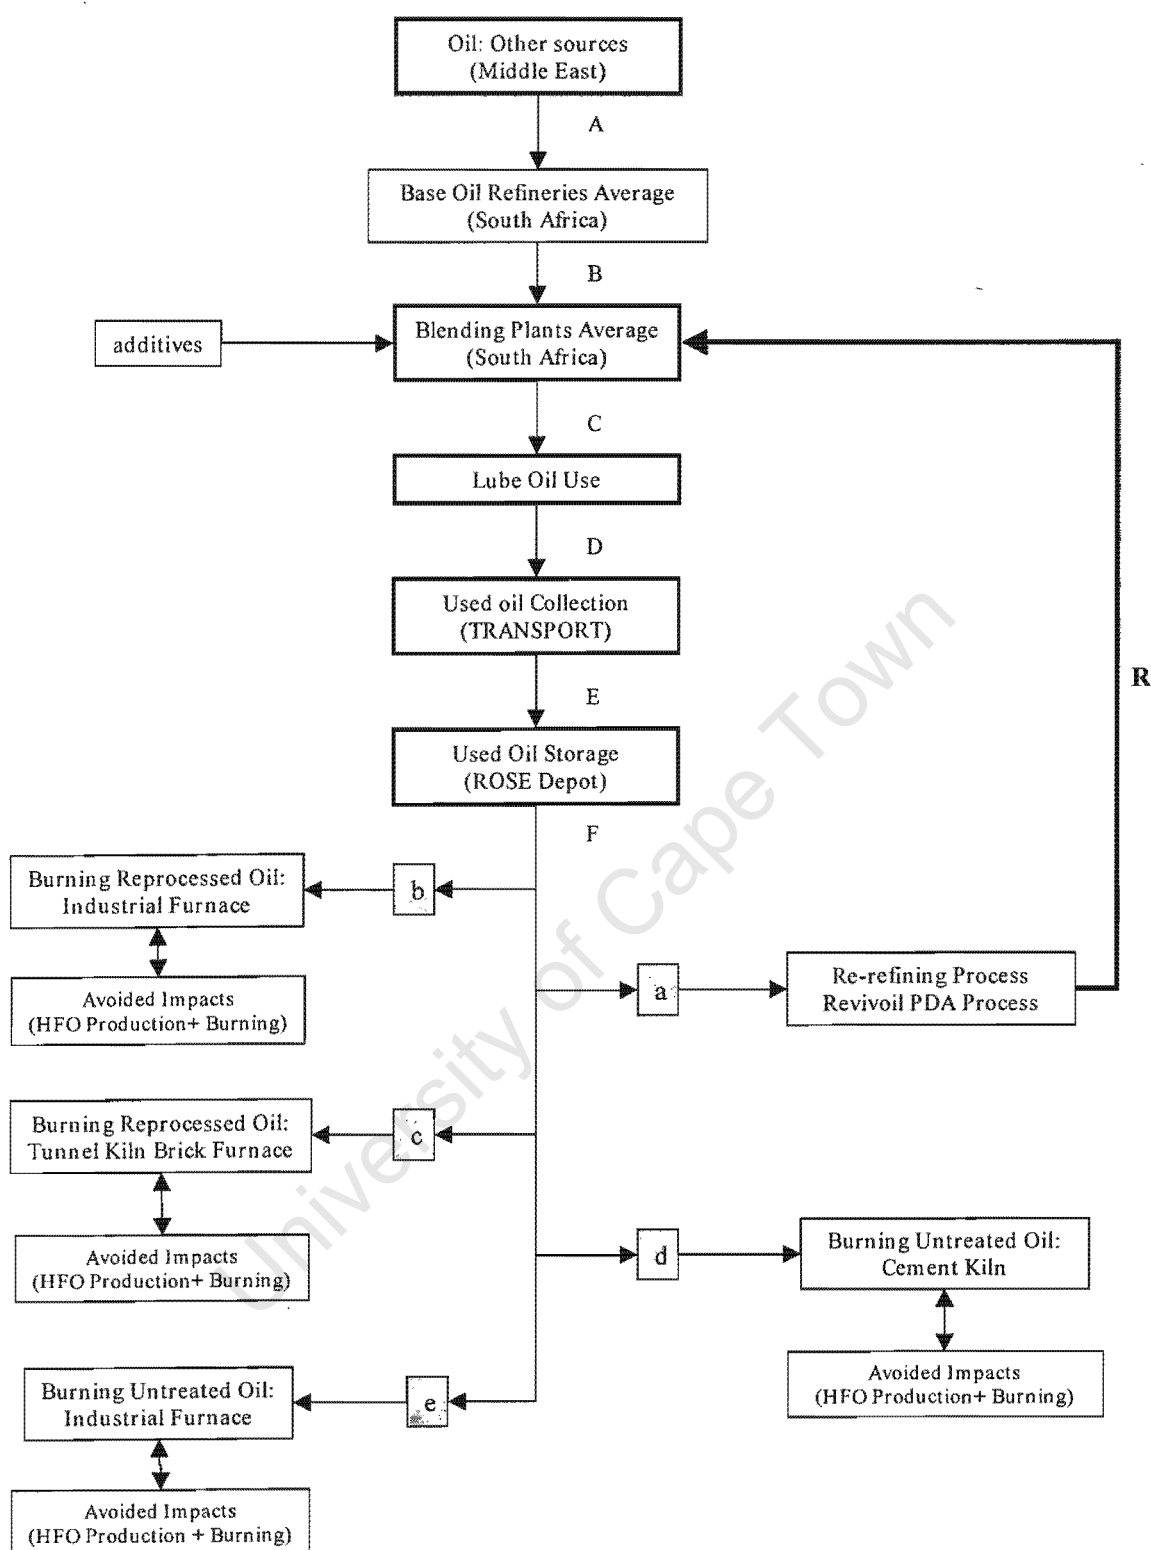 Oil: Other sources
(Middle East)
A
Base Oil Refineries Average
(South Africa)
B
additives
Blending Plants Average
(South Africa)
C
Lube Oil Use
D
Used oil Collection
(TRANSPORT)
R
E
Used Oil Storage
(ROSE Depot)
F
Burning Reprocessed Oil:
Industrial Furnace
b
Avoided Impacts
(HFO Production+ Burning)
a
Re-refining Process
Revivoil PDA Process
Burning Reprocessed Oil:
Tunnel Kiln Brick Furnace
c
Avoided Impacts
(HFO Production+ Burning)
d
Burning Untreated Oil:
Cement Kiln
Avoided Impacts
(HFO Production+ Burning)
Burning Untreated Oil:
Industrial Furnace
e
Avoided Impacts
(HFO Production + Burning)
University of Cape Town